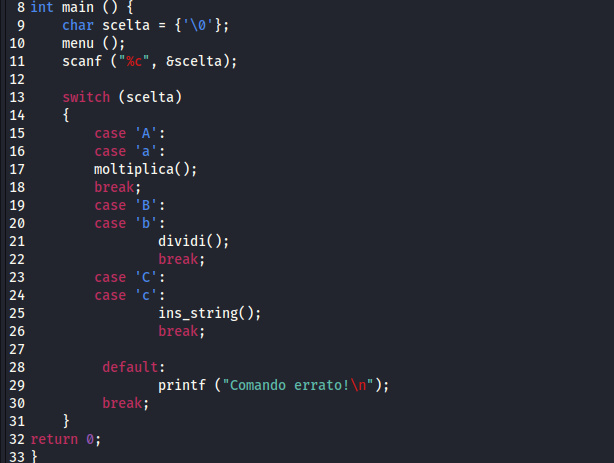 8 int main () {
9     char scelta = {'\0'};
10     menu ();
11     scanf ("%c", &scelta);
12
13     switch (scelta)
14     {
15         case 'A':
16         case 'a':
17         moltiplica();
18         break;
19         case 'B':
20         case 'b':
21                 dividi();
22                 break;
23         case 'C':
24         case 'c':
25                 ins_string();
26                 break;
27
28          default:
29                 printf ("Comando errato!\n");
30          break;
31     }
32 return 0;
33 }